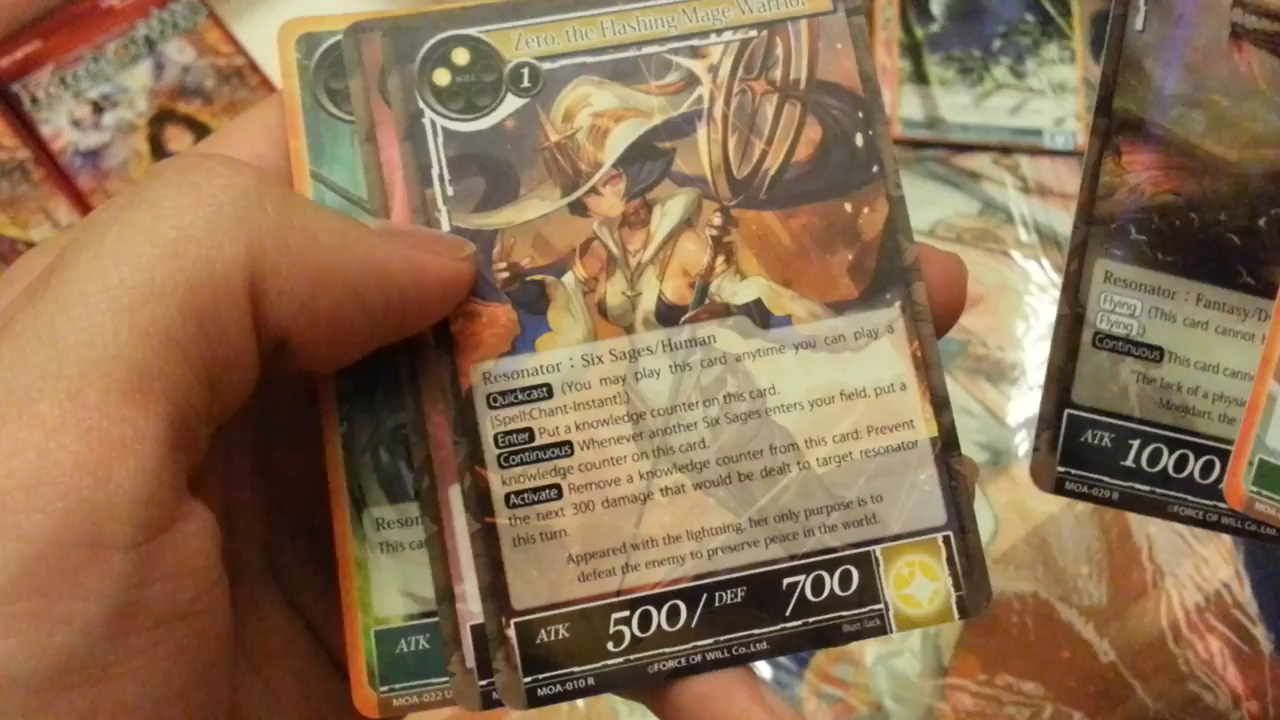 Zero, the Flashing Mage Warrior
WILL
1
Resonator : Six Sages/Human
Quickcast (You may play this card anytime you can play a
[Spell:Chant-Instant].)
Enter Put a knowledge counter on this card.
Continuous Whenever another Six Sages enters your field, put a
knowledge counter on this card.
Activate Remove a knowledge counter from this card: Prevent
the next 300 damage that would be dealt to target resonator
this turn.
Appeared with the lightning, her only purpose is to
defeat the enemy to preserve peace in the world.
ATK 500/ DEF 700
Illust /lack
©FORCE OF WILL Co.,Ltd.
MOA-010 R
Reson
This ca
ATK
MOA-022 U
Resonator : Fantasy/D
Flying (This card cannot
Flying.)
Continuous This card cann
"The lack of a physi
-Moojdart, the
ATK 1000
MOA-029 R
©FORCE OF WILL Co.,Ltd.
MOA